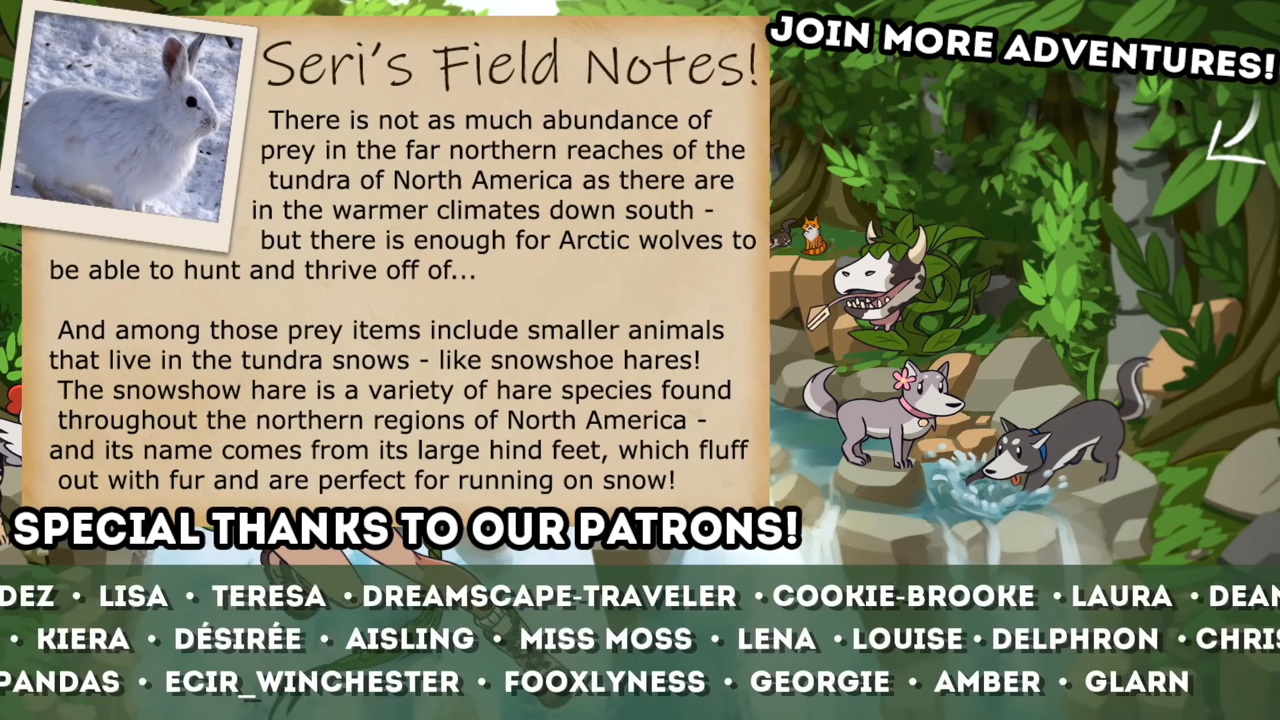 Seri's Field Notes!
There is not as much abundance of
prey in the far northern reaches of the
tundra of North America as there are
in the warmer climates down south -
but there is enough for Arctic wolves to
be able to hunt and thrive off of...
And among those prey items include smaller animals
that live in the tundra snows - like snowshoe hares!
The snowshow hare is a variety of hare species found
throughout the northern regions of North America -
and its name comes from its large hind feet, which fluff
out with fur and are perfect for running on snow!
JOIN MORE ADVENTURES!
SPECIAL THANKS TO OUR PATRONS!
DEZ • LISA • TERESA • DREAMSCAPE-TRAVELER • COOKIE-BROOKE • LAURA • DEAN
• KIERA • DÉSIRÉE • AISLING • MISS MOSS • LENA • LOUISE • DELPHRON • CHRIS
PANDAS • ECIR_WINCHESTER • FOOXLYNESS • GEORGIE • AMBER • GLARN